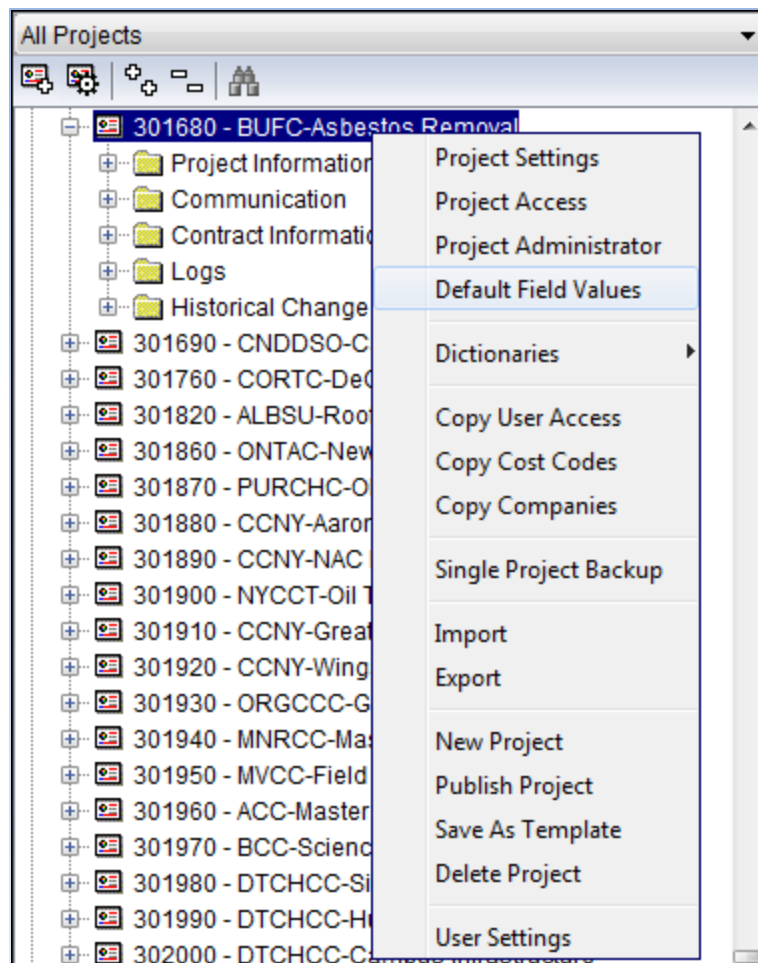 All Projects
301680 - BUFC-Asbestos Removal
Project Information
Communication
Contract
Logs
Historical Change
301690 - CNDDSO-C
301760 - CORTC-De
301820 - ALBSU-Roo
301860 - ONTAC-New
301870 - PURCHC-O
301880 - CCNY-Aaron
301890 - CCNY-NAC
301900 - NYCCT-Oil
301910 - CCNY-Great
301920 - CCNY-Wing
301930 - ORGCCC-G
301940 - MNRCC-Mas
301950 - MVCC-Field
301960 - ACC-Master
301970 - BCC-Scienc
301980 - DTCHCC-Si
301990 - DTCHCC-H
302000 - DTCHCC-Campus Infrastructure
Project Settings
Project Access
Project Administrator
Default Field Values
Dictionaries
Copy User Access
Copy Cost Codes
Copy Companies
Single Project Backup
Import
Export
New Project
Publish Project
Save As Template
Delete Project
User Settings